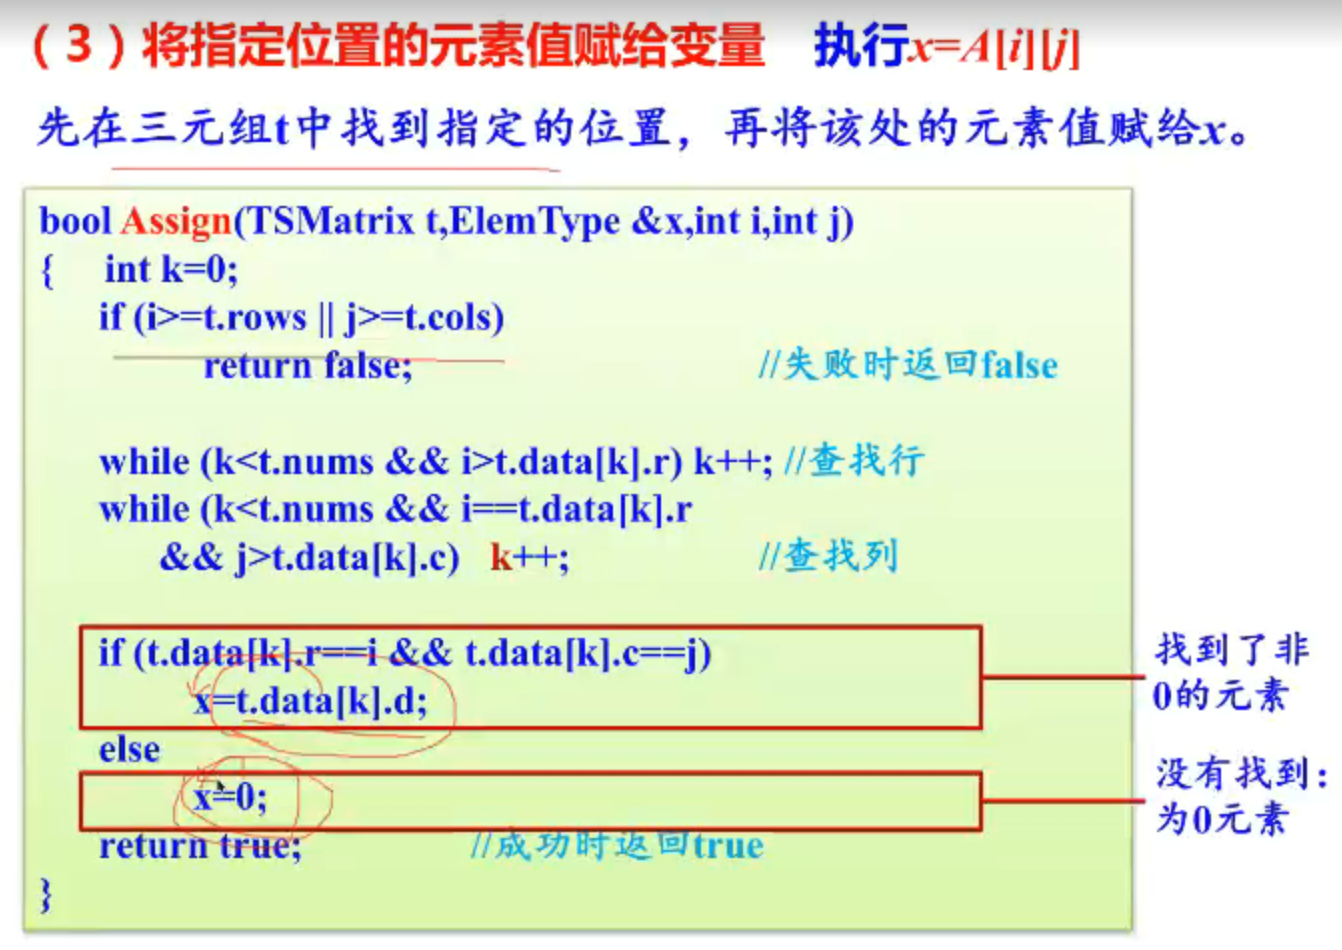 （3）将指定位置的元素值赋给变量 执行x=A[i][j]
先在三元组t中找到指定的位置，再将该处的元素值赋给x。
bool Assign(TSMatrix t,ElemType &x,int i,int j)
{ int k=0;
if (i>=t.rows || j>=t.cols)
return false; //失败时返回false
while (k<t.nums && i>t.data[k].r) k++; //查找行
while (k<t.nums && i==t.data[k].r
&& j>t.data[k].c) k++; //查找列
if (t.data[k].r==i && t.data[k].c==j)
x=t.data[k].d;
找到了非
0的元素
else
x=0;
没有找到：
为0元素
return true; //成功时返回true
}